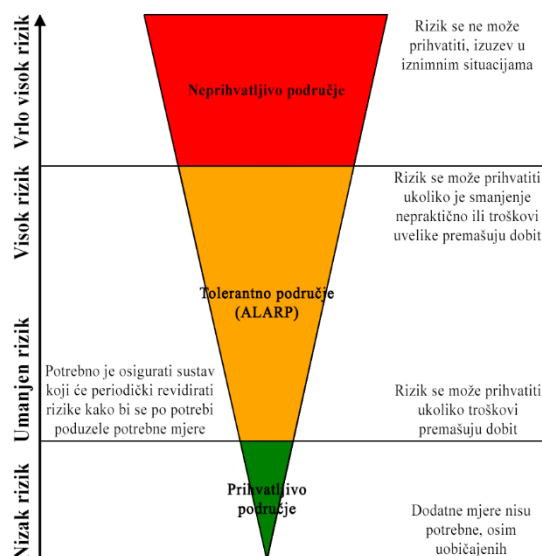 Vrlo visok rizik
Neprihvatljivo područje
Rizik se ne može
prihvatiti, izuzev u
iznimnim situacijama
Visok rizik
Rizik se može prihvatiti
ukoliko je smanjenje
nepraktično ili troškovi
uvelike premašuju dobit
Tolerantno područje
(ALARP)
Umanjen rizik
Potrebno je osigurati sustav
koji će periodički revidirati
rizike kako bi se po potrebi
poduzele potrebne mjere
Rizik se može prihvatiti
ukoliko troškovi
premašuju dobit
Nizak rizik
Prihvatljivo
područje
Dodatne mjere nisu
potrebne, osim
uobičajenih